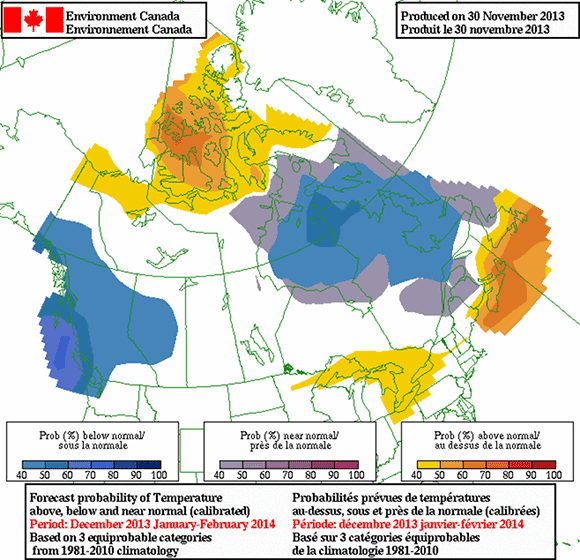 Environment Canada
Environnement Canada
Produced on 30 November 2013
Produit le 30 novembre 2013
Prob (%) below normal/
sous la normale
40 50 60 70 80 90 100
Prob (%) near normal/
près de la normale
40 50 60 70 80 90 100
Prob (%) above normal/
au dessus de la normale
40 50 60 70 80 90 100
Forecast probability of Temperature
above, below and near normal (calibrated)
Period: December 2013 January-February 2014
Based on 3 equiprobable categories
from 1981-2010 climatology
Probabilités prévues de températures
au-dessus, sous et près de la normale (calibrées)
Période: décembre 2013 janvier-février 2014
Basé sur 3 catégories équiprobables
de la climatologie 1981-2010